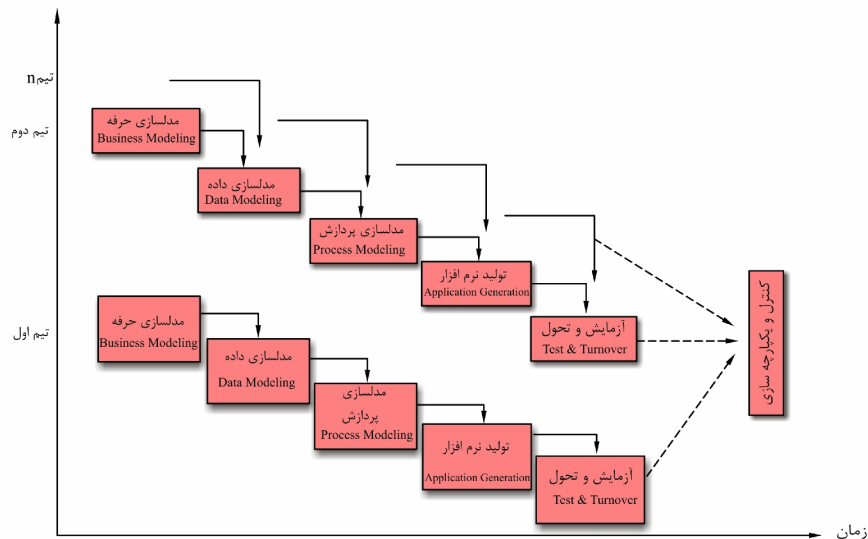 تیم n
تیم دوم
مدلسازی حرفه
Business Modeling
مدلسازی داده
Data Modeling
مدلسازی پردازش
Process Modeling
تولید نرم افزار
Application Generation
آزمایش و تحول
Test & Turnover
کنترل و یکپارچه سازی
تیم اول
مدلسازی حرفه
Business Modeling
مدلسازی داده
Data Modeling
مدلسازی
پردازش
Process Modeling
تولید نرم افزار
Application Generation
آزمایش و تحول
Test & Turnover
زمان